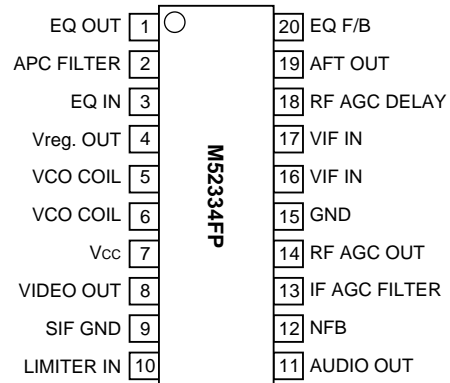 EQ OUT 1 20 EQ F/B
APC FILTER 2 19 AFT OUT
EQ IN 3 18 RF AGC DELAY
Vreg. OUT 4 17 VIF IN
VCO COIL 5 16 VIF IN
VCO COIL 6 15 GND
Vcc 7 14 RF AGC OUT
VIDEO OUT 8 13 IF AGC FILTER
SIF GND 9 12 NFB
LIMITER IN 10 11 AUDIO OUT
M52334FP